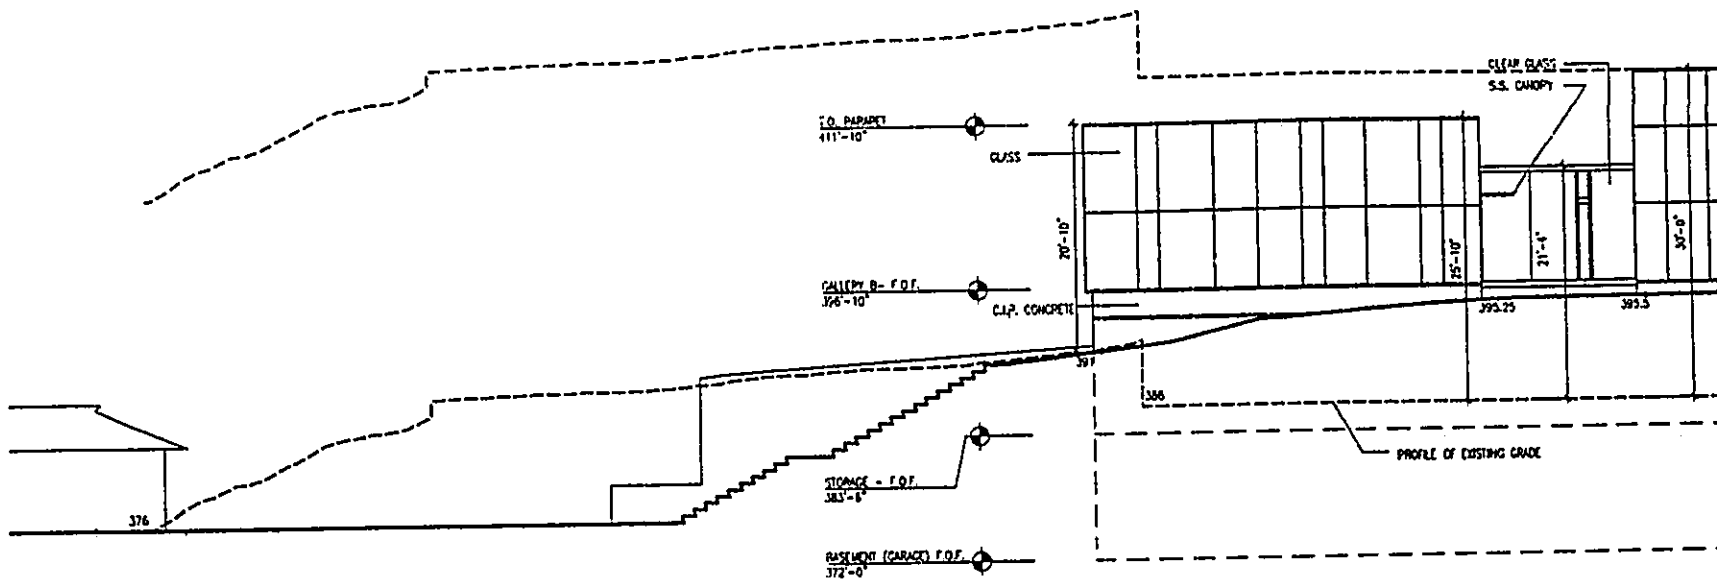 CLEAR GLASS
S.S. CANOPY
T.O. PARAPET
411'-10"
GLASS
20'-10"
25'-10"
21'-4"
30'-0"
GALLERY B- F.O.F.
396'-10"
C.I.P. CONCRETE
395.25
395.5
391
386
PROFILE OF EXISTING GRADE
STORAGE - F.O.F.
383'-6"
376
BASEMENT (GARAGE) F.O.F.
372'-0"